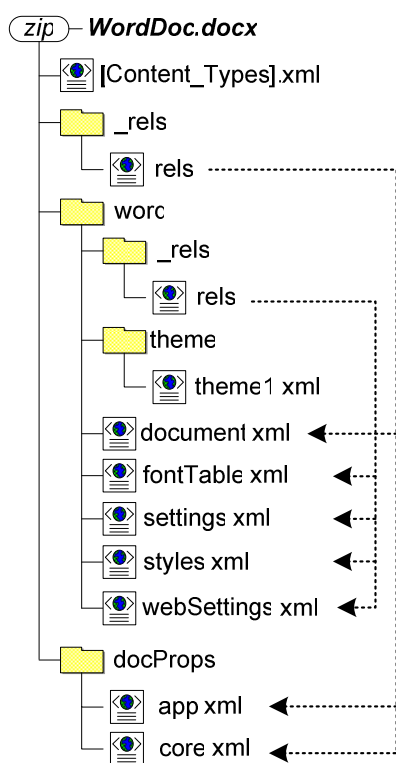 zip WordDoc.docx
[Content_Types].xml
_rels
rels
word
_rels
rels
theme
theme1 xml
document xml
fontTable xml
settings xml
styles xml
webSettings xml
docProps
app xml
core xml